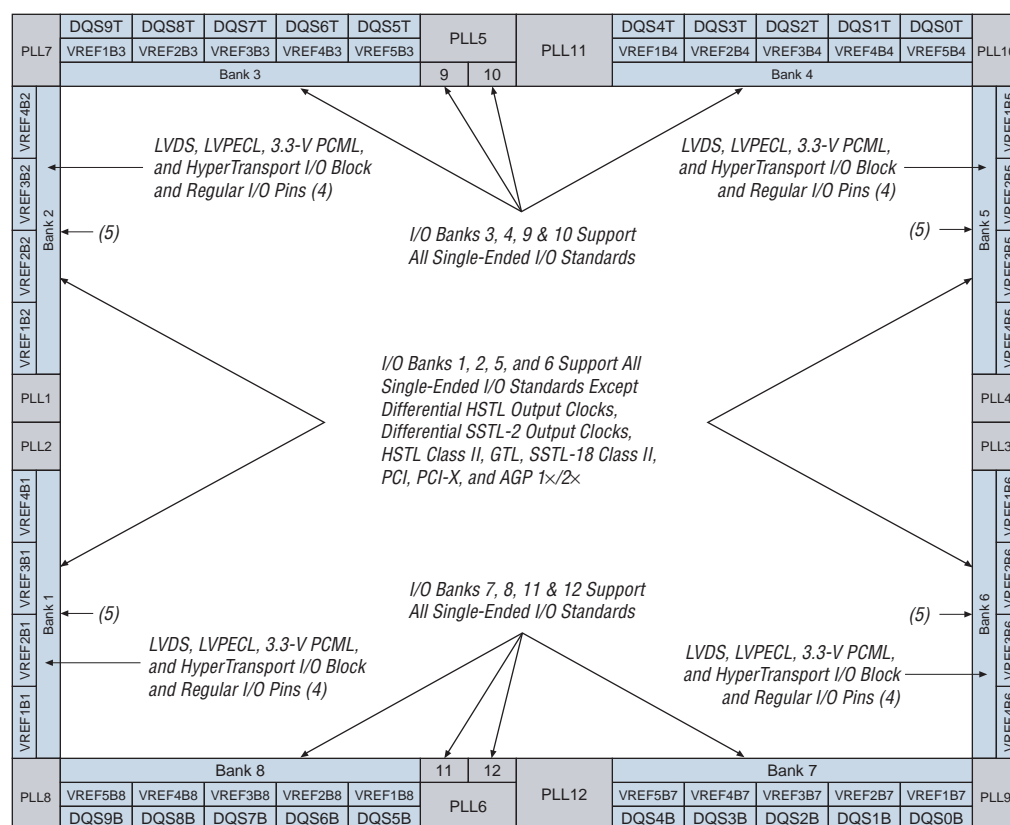 DQS9T DQS8T DQS7T DQS6T DQS5T
DQS4T DQS3T DQS2T DQS1T DQS0T
PLL7
VREF1B3 VREF2B3 VREF3B3 VREF4B3 VREF5B3
PLL5
PLL11
VREF1B4 VREF2B4 VREF3B4 VREF4B4 VREF5B4
Bank 3
9 10
Bank 4
VREF4B2
VREF3B2
VREF2B2
VREF1B2
Bank 2
LVDS, LVPECL, 3.3-V PCML,
and HyperTransport I/O Block
and Regular I/O Pins (4)
(5)
LVDS, LVPECL, 3.3-V PCML,
and HyperTransport I/O Block
and Regular I/O Pins (4)
(5)
Bank 5
I/O Banks 3, 4, 9 & 10 Support
All Single-Ended I/O Standards
PLL1
PLL2
I/O Banks 1, 2, 5, and 6 Support All
Single-Ended I/O Standards Except
Differential HSTL Output Clocks,
Differential SSTL-2 Output Clocks,
HSTL Class II, GTL, SSTL-18 Class II,
PCI, PCI-X, and AGP 1×/2×
PLL4
PLL3
VREF4B1
VREF3B1
VREF2B1
VREF1B1
Bank 1
(5)
LVDS, LVPECL, 3.3-V PCML,
and HyperTransport I/O Block
and Regular I/O Pins (4)
I/O Banks 7, 8, 11 & 12 Support
All Single-Ended I/O Standards
(5)
LVDS, LVPECL, 3.3-V PCML,
and HyperTransport I/O Block
and Regular I/O Pins (4)
Bank 6
Bank 8
11 12
Bank 7
PLL8
VREF5B8 VREF4B8 VREF3B8 VREF2B8 VREF1B8
PLL6
PLL12
VREF5B7 VREF4B7 VREF3B7 VREF2B7 VREF1B7
PLL9
DQS9B DQS8B DQS7B DQS6B DQS5B
DQS4B DQS3B DQS2B DQS1B DQS0B